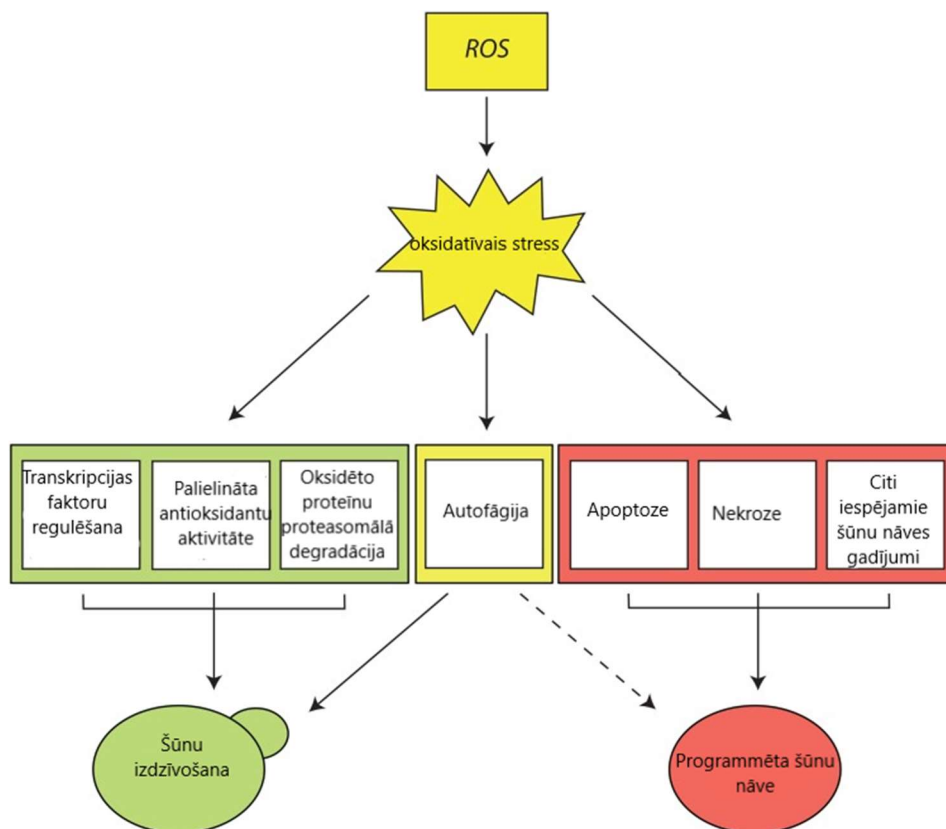 ROS
oksidatīvais stress
Transkripcijas
faktoru
regulēšana
Palielināta
antioksidantu
aktivitāte
Oksidēto
proteīnu
proteasomālā
degradācija
Autofāgija
Apoptoze
Nekroze
Citi
iespējamie
šūnu nāves
gadījumi
Šūnu
izdzīvošana
Programmēta šūnu
nāve